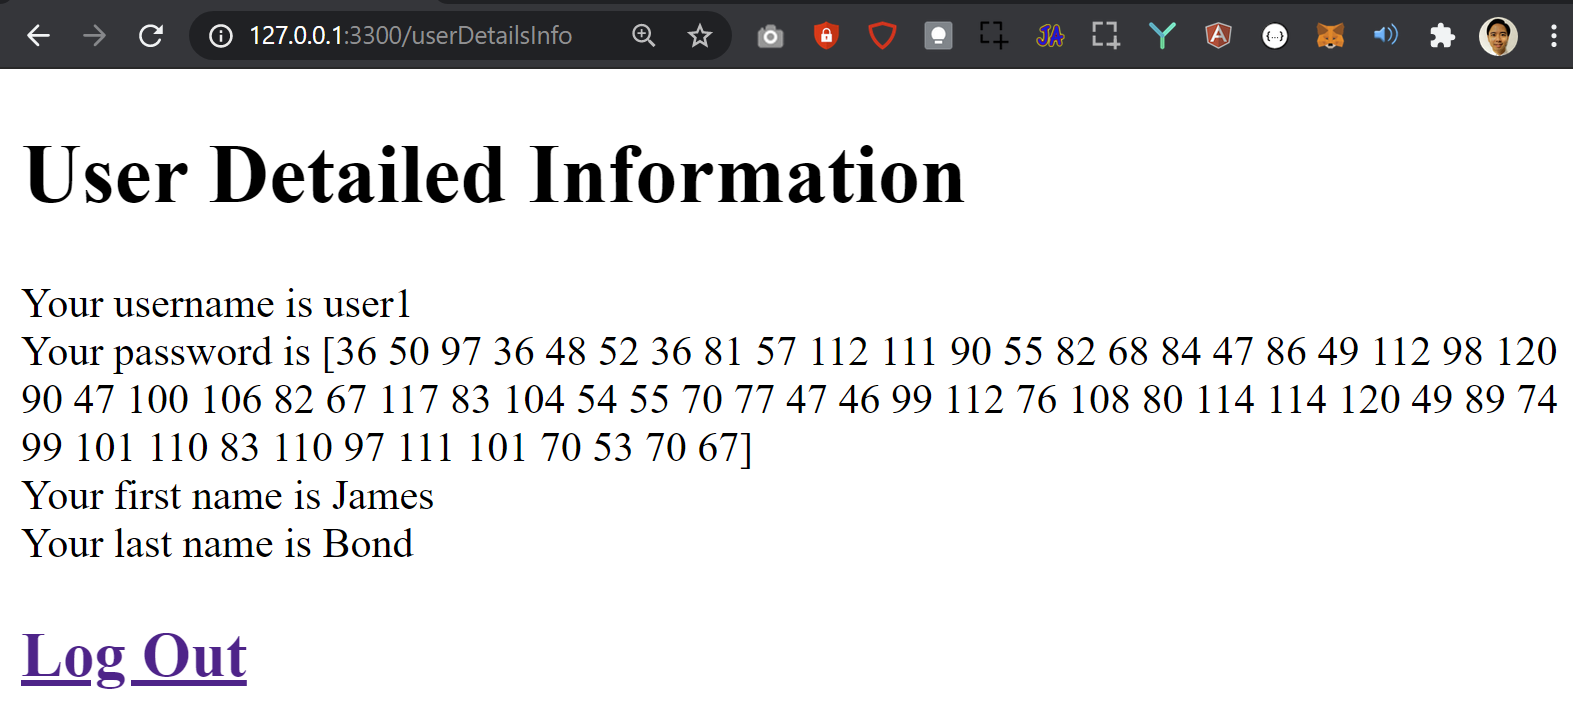 127.0.0.1:3300/userDetailsInfo
User Detailed Information
Your username is user1
Your password is [36 50 97 36 48 52 36 81 57 112 111 90 55 82 68 84 47 86 49 112 98 120
90 47 100 106 82 67 117 83 104 54 55 70 77 47 46 99 112 76 108 80 114 114 120 49 89 74
99 101 110 83 110 97 111 101 70 53 70 67]
Your first name is James
Your last name is Bond
Log Out